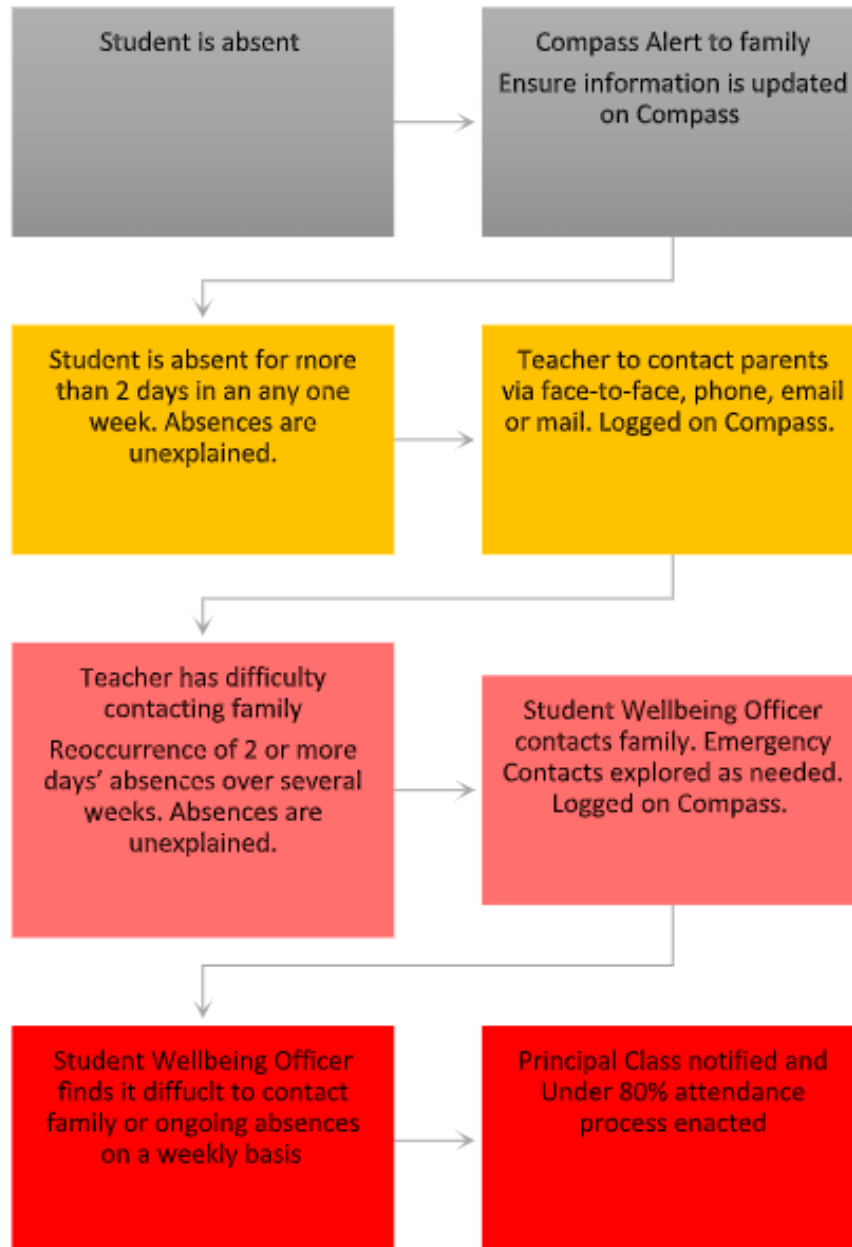 Student is absent
Compass Alert to family
Ensure information is updated
on Compass
Student is absent for more
than 2 days in an any one
week. Absences are
unexplained.
Teacher to contact parents
via face-to-face, phone, email
or mail. Logged on Compass.
Teacher has difficulty
contacting family
Reoccurrence of 2 or more
days’ absences over several
weeks. Absences are
unexplained.
Student Wellbeing Officer
contacts family. Emergency
Contacts explored as needed.
Logged on Compass.
Student Wellbeing Officer
finds it diffuclt to contact
family or ongoing absences
on a weekly basis
Principal Class notified and
Under 80% attendance
process enacted